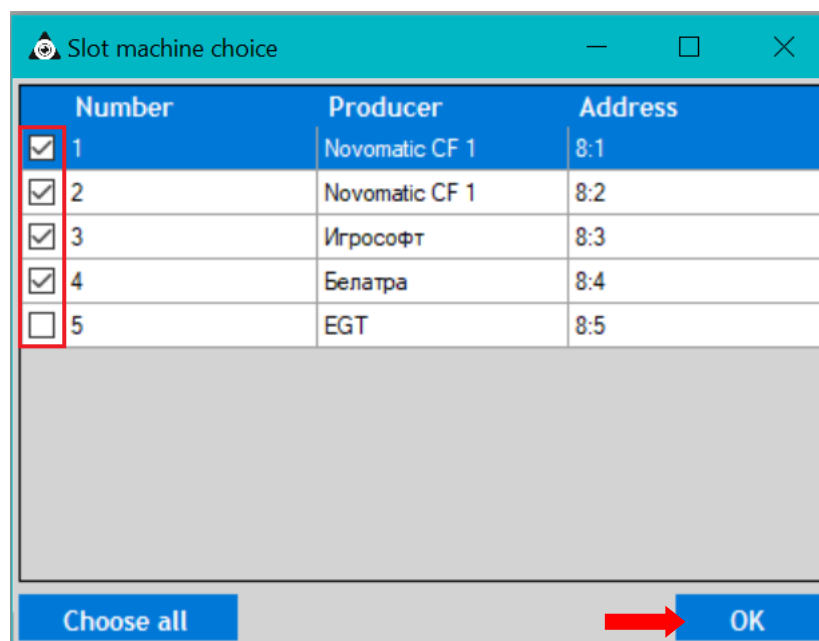 Slot machine choice
Number Producer Address
1 Novomatic CF 1 8:1
2 Novomatic CF 1 8:2
3 Игрософт 8:3
4 Белатра 8:4
5 EGT 8:5
Choose all OK